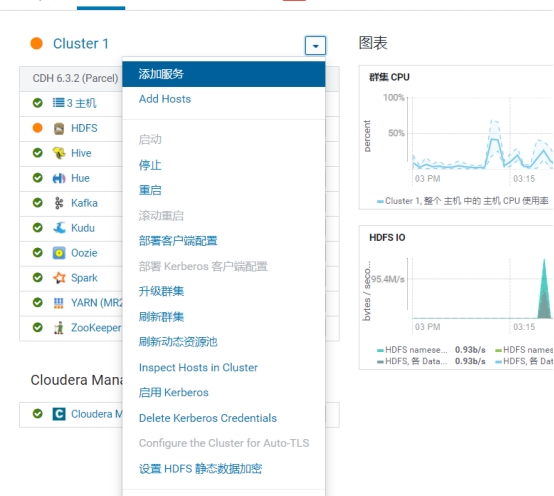 Cluster 1
CDH 6.3.2 (Parcel)
3 主机
HDFS
Hive
Hue
Kafka
Kudu
Oozie
Spark
YARN (MR2
ZooKeeper
Cloudera Mana
Cloudera M
添加服务
Add Hosts
启动
停止
重启
滚动重启
部署客户端配置
部署 Kerberos 客户端配置
升级群集
刷新群集
刷新动态资源池
Inspect Hosts in Cluster
启用 Kerberos
Delete Kerberos Credentials
Configure the Cluster for Auto-TLS
设置 HDFS 静态数据加密
图表
群集 CPU
percent
100%
50%
03 PM
03:15
Cluster 1, 整个 主机 中的 主机 CPU 使用率
HDFS IO
bytes / seco...
95.4M/s
03 PM
03:15
HDFS namese... 0.93b/s
HDFS namese
HDFS, 各 Data... 0.93b/s
HDFS, 各 Dat